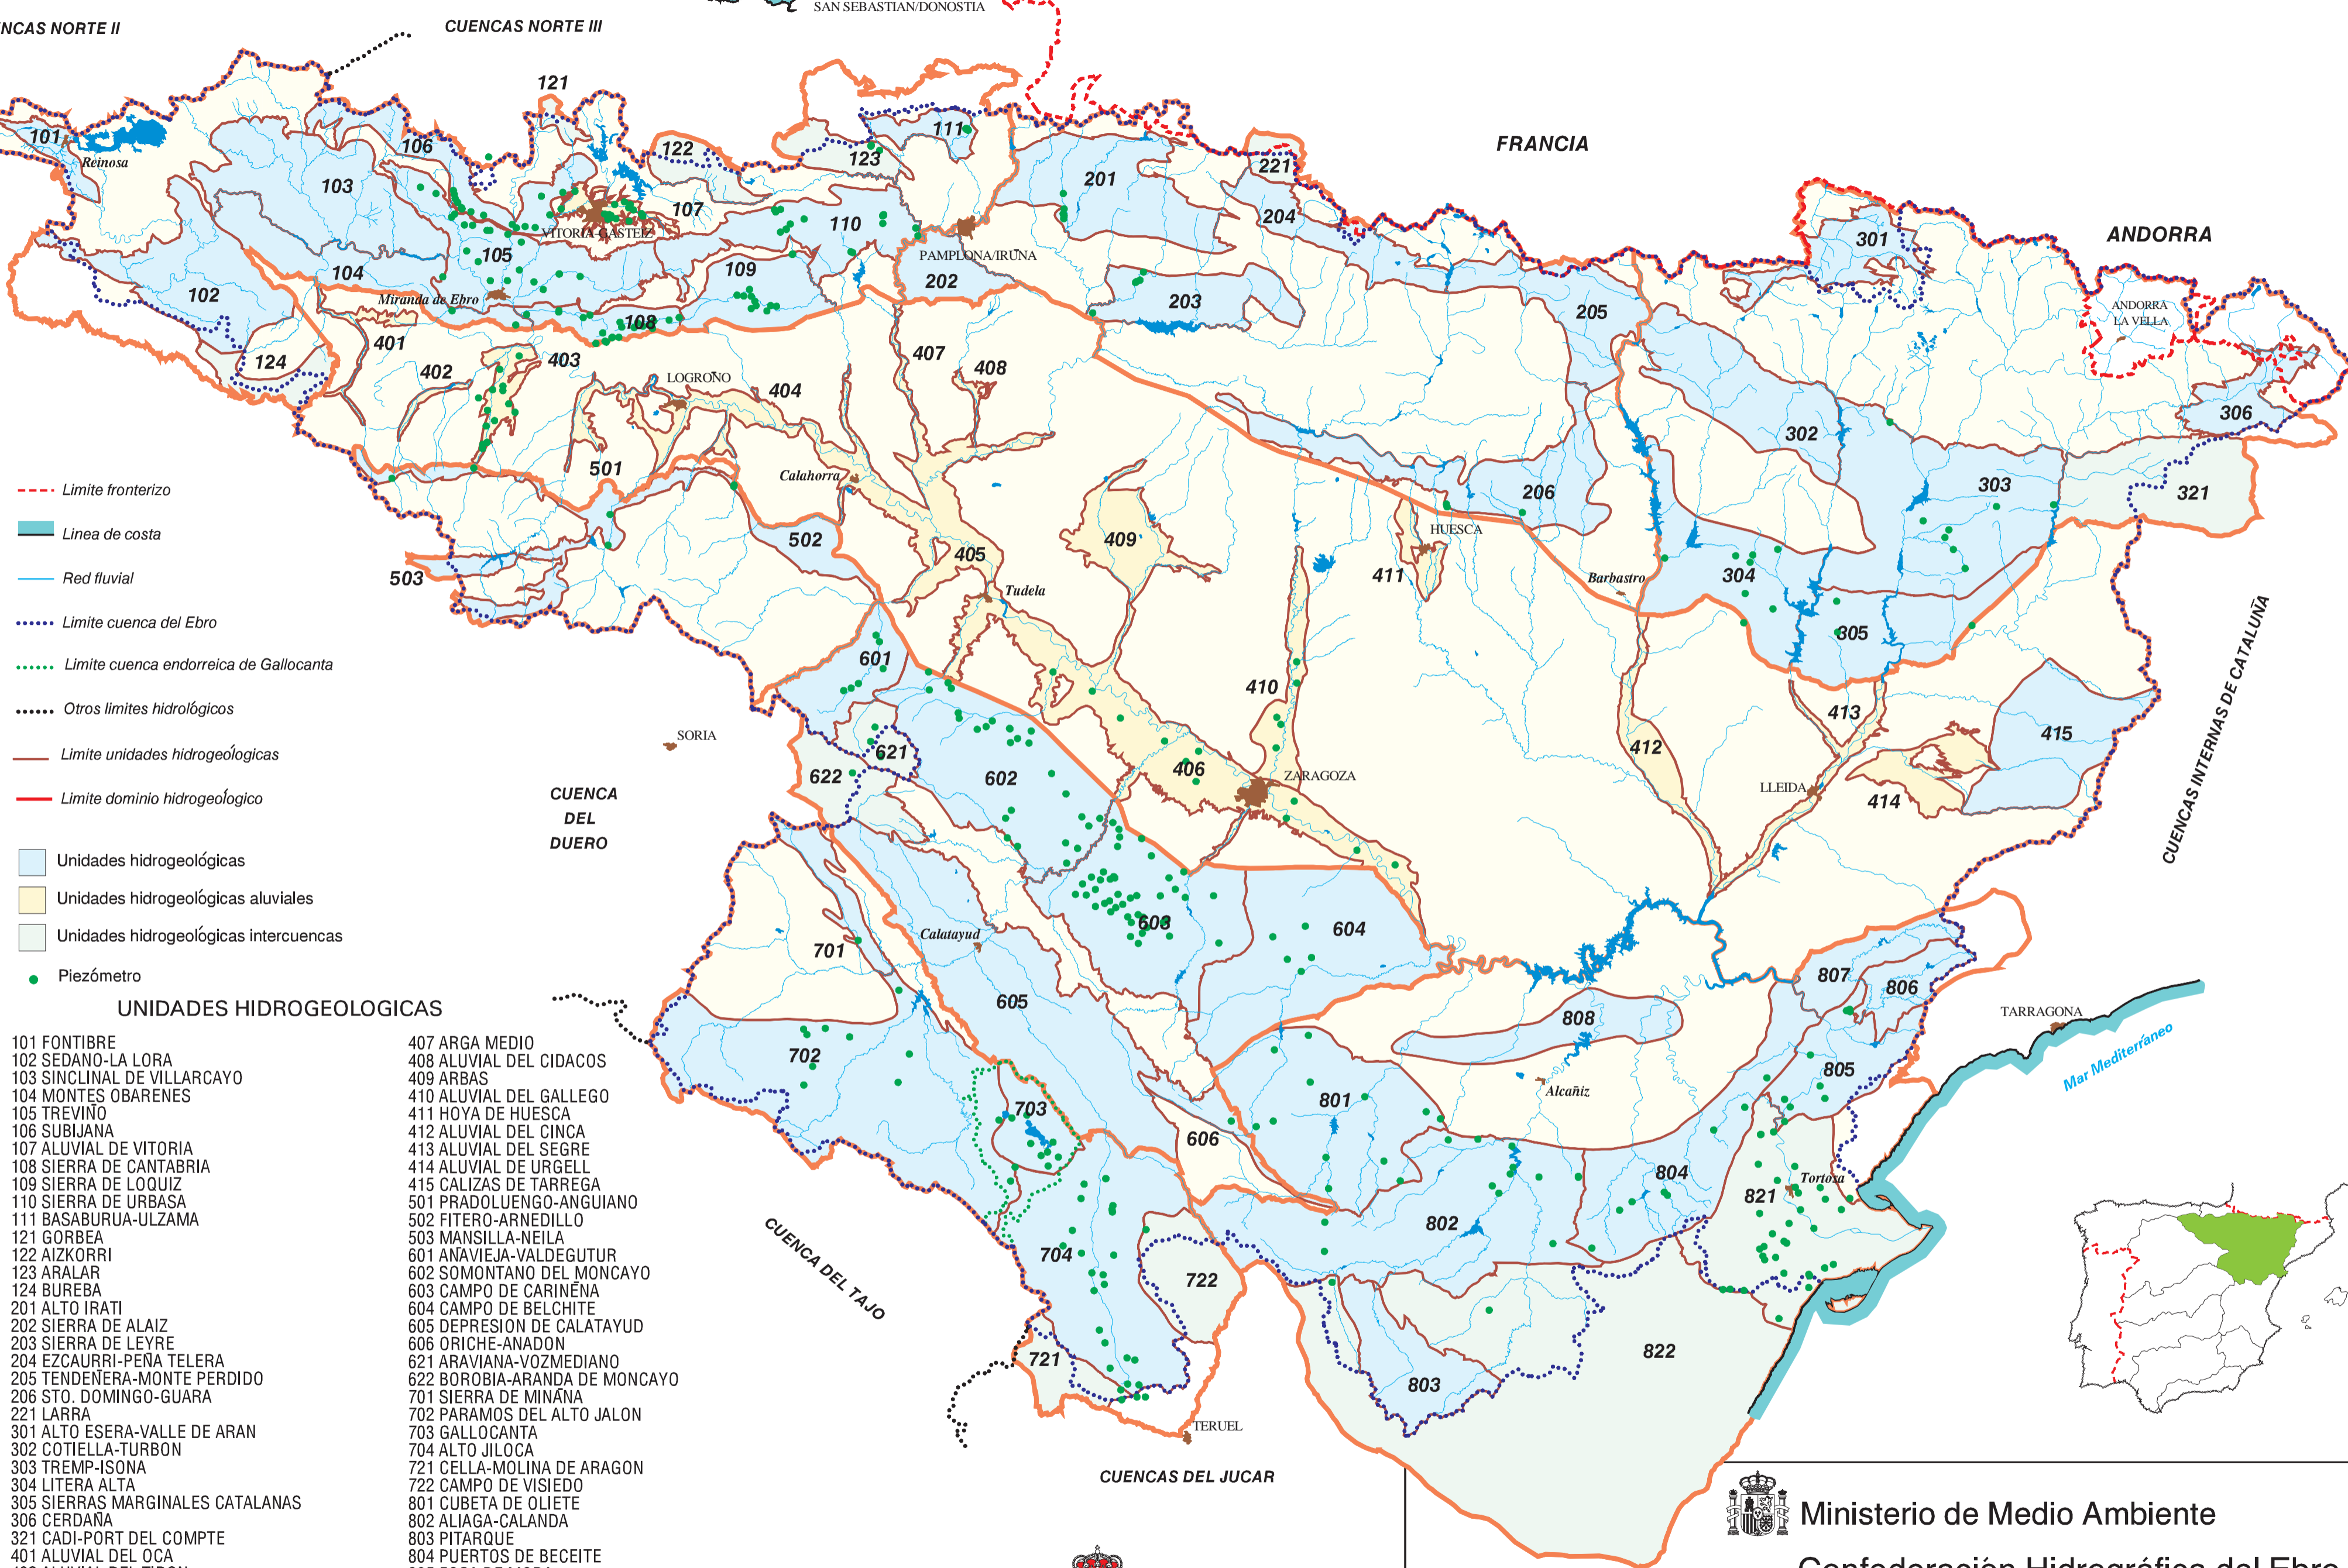 SAN SEBASTIAN/DONOSTIA
NCAS NORTE II
CUENCAS NORTE III
121
FRANCIA
ANDORRA
101
Reinosa
106
122
123
111
103
107
VITORIA-GASTEIZ
110
PAMPLONA/IRUÑA
201
221
204
301
ANDORRA
LA VELLA
102
104
105
Miranda de Ebro
109
108
202
203
205
306
124
401
402
403
LOGROÑO
404
407
408
302
303
321
Calahorra
501
502
503
405
409
206
HUESCA
411
Barbastro
304
305
Tudela
601
410
412
413
415
414
LLEIDA
SORIA
621
622
602
406
ZARAGOZA
CUENCA
DEL
DUERO
CUENCAS INTERNAS DE CATALUÑA
701
Calatayud
603
604
605
807
806
TARRAGONA
Mar Mediterráneo
808
702
703
801
Alcañiz
805
606
804
821
Tortosa
802
704
722
CUENCA DEL TAJO
721
803
822
TERUEL
CUENCAS DEL JUCAR
Limite fronterizo
Linea de costa
Red fluvial
Limite cuenca del Ebro
Limite cuenca endorreica de Gallocanta
Otros limites hidrológicos
Limite unidades hidrogeológicas
Limite dominio hidrogeologico
Unidades hidrogeológicas
Unidades hidrogeológicas aluviales
Unidades hidrogeológicas intercuencas
Piezómetro
UNIDADES HIDROGEOLOGICAS
101 FONTIBRE
102 SEDANO-LA LORA
103 SINCLINAL DE VILLARCAYO
104 MONTES OBARENES
105 TREVIÑO
106 SUBIJANA
107 ALUVIAL DE VITORIA
108 SIERRA DE CANTABRIA
109 SIERRA DE LOQUIZ
110 SIERRA DE URBASA
111 BASABURUA-ULZAMA
121 GORBEA
122 AIZKORRI
123 ARALAR
124 BUREBA
201 ALTO IRATI
202 SIERRA DE ALAIZ
203 SIERRA DE LEYRE
204 EZCAURRI-PEÑA TELERA
205 TENDEÑERA-MONTE PERDIDO
206 STO. DOMINGO-GUARA
221 LARRA
301 ALTO ESERA-VALLE DE ARAN
302 COTIELLA-TURBON
303 TREMP-ISONA
304 LITERA ALTA
305 SIERRAS MARGINALES CATALANAS
306 CERDAÑA
321 CADI-PORT DEL COMPTE
401 ALUVIAL DEL OCA
407 ARGA MEDIO
408 ALUVIAL DEL CIDACOS
409 ARBAS
410 ALUVIAL DEL GALLEGO
411 HOYA DE HUESCA
412 ALUVIAL DEL CINCA
413 ALUVIAL DEL SEGRE
414 ALUVIAL DE URGELL
415 CALIZAS DE TARREGA
501 PRADOLUENGO-ANGUIANO
502 FITERO-ARNEDILLO
503 MANSILLA-NEILA
601 AÑAVIEJA-VALDEGUTUR
602 SOMONTANO DEL MONCAYO
603 CAMPO DE CARIÑENA
604 CAMPO DE BELCHITE
605 DEPRESION DE CALATAYUD
606 ORICHE-ANADON
621 ARAVIANA-VOZMEDIANO
622 BOROBIA-ARANDA DE MONCAYO
701 SIERRA DE MIÑANA
702 PARAMOS DEL ALTO JALON
703 GALLOCANTA
704 ALTO JILOCA
721 CELLA-MOLINA DE ARAGON
722 CAMPO DE VISIEDO
801 CUBETA DE OLIETE
802 ALIAGA-CALANDA
803 PITARQUE
804 PUERTOS DE BECEITE
Ministerio de Medio Ambiente
Confederación Hidrográfica del Ebro